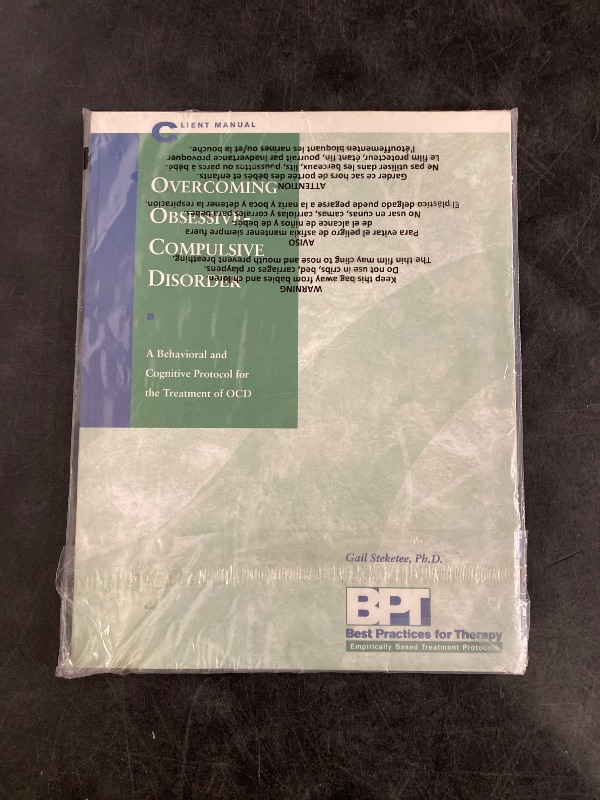 CLIENT MANUAL
OVERCOMING
OBSESSIVE-
COMPULSIVE
DISORDER
A Behavioral and
Cognitive Protocol for
the Treatment of OCD
Gail Steketee, Ph.D.
BPT
Best Practices for Therapy
Empirically Based Treatment Protocols
WARNING
Keep this bag away from babies and children
Do not use in cribs, bed, carriages or playpens.
The thin film may cling to nose and mouth prevent breathing.
AVISO
Para evitar el peligro de asfixia mantener siempre fuera
de el alcance de niños y de bebés
No usar en cunas, camas, carriolas y corrales para bebés.
El plástico delgado puede pegarse a la nariz y boca y detener la respiración.
ATTENTION
Garder ce sac hors de portée des bébés et enfants.
Ne pas utiliser dans les berceaux, lits, poussettes ou parcs à bébé.
Le film protecteur, étant fin, pourrait par inadvertance provoquer
l'étouffementen bloquant les narines ou/et la bouche.